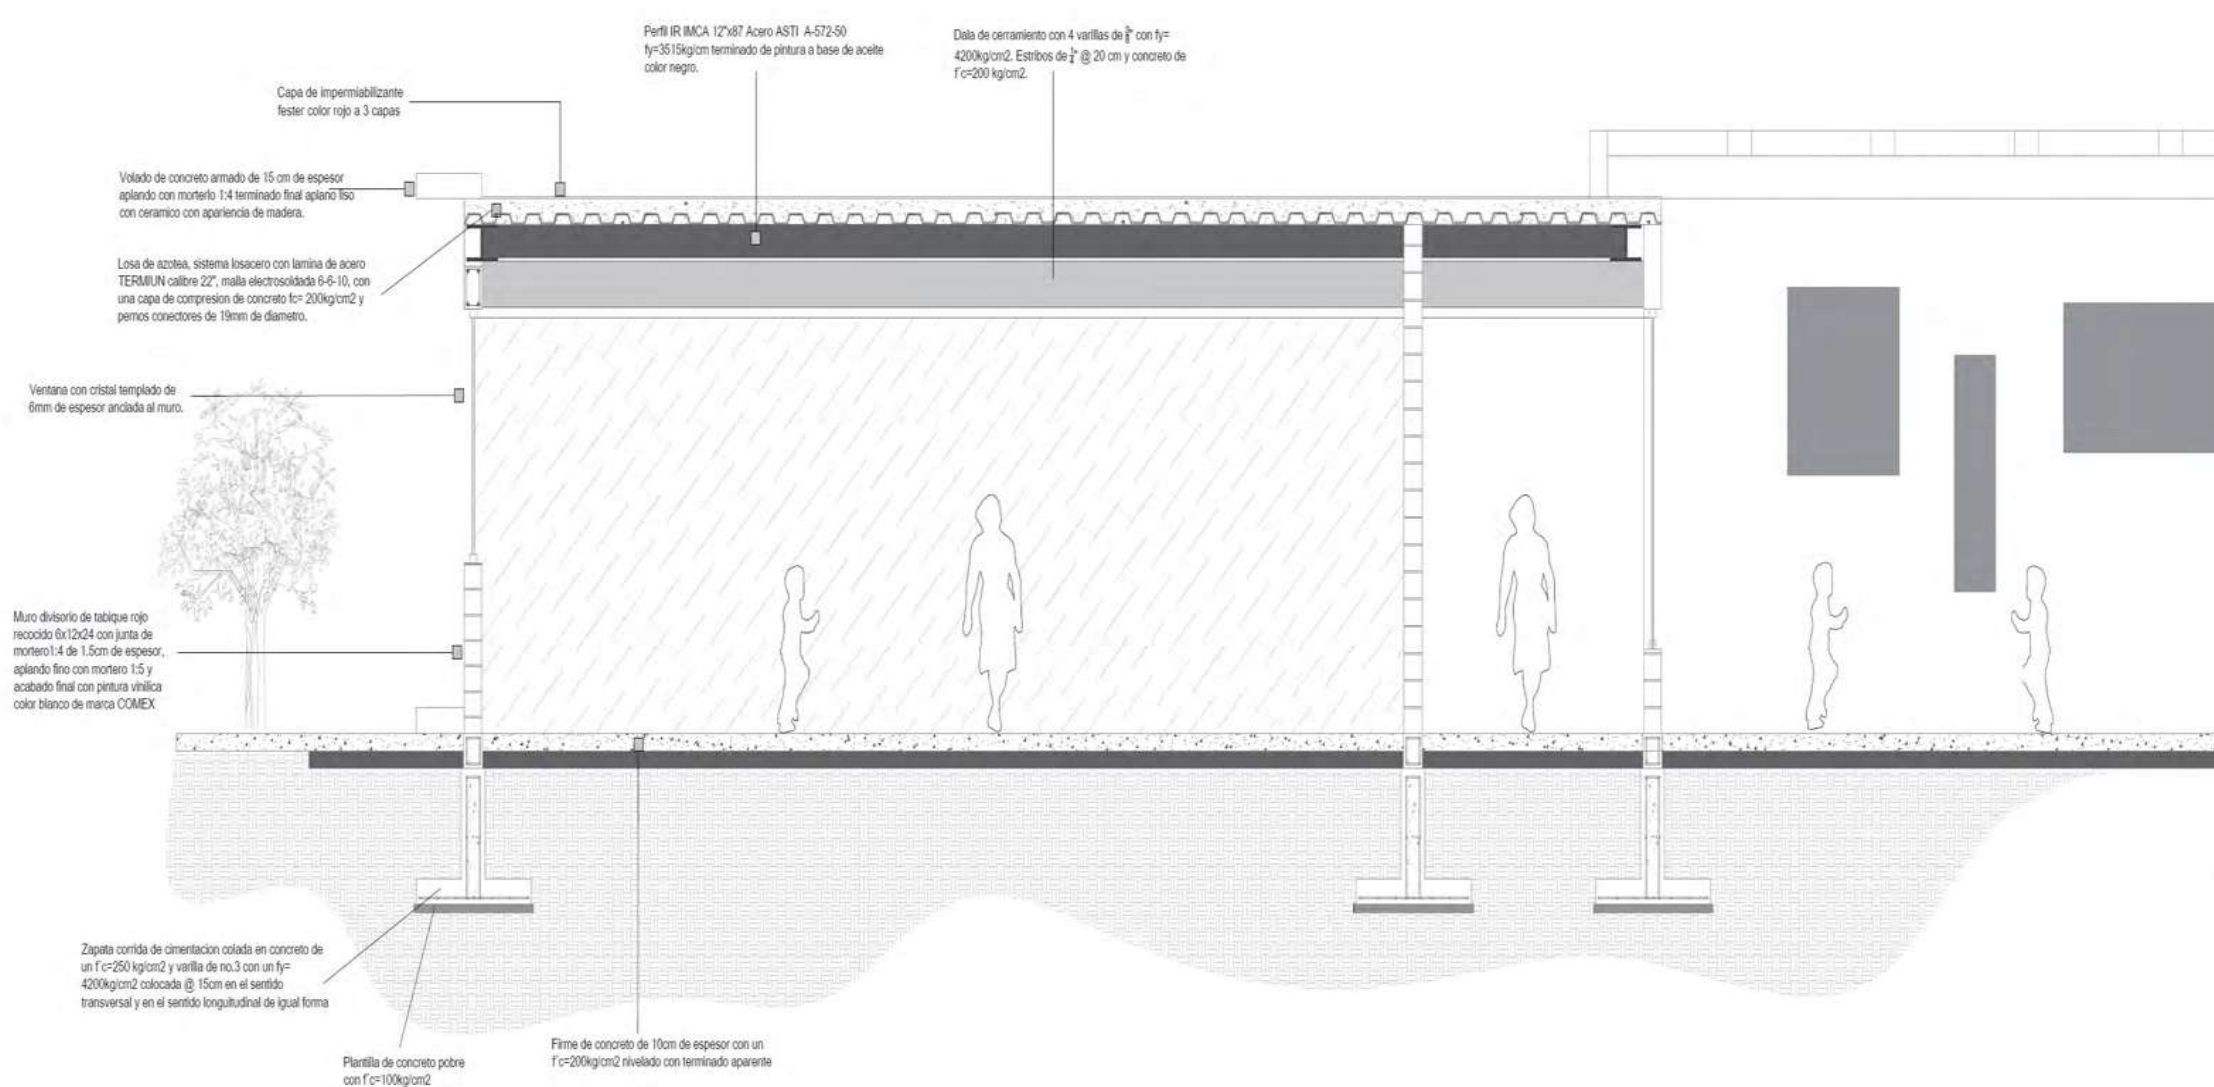 Perfil IR IMCA 12"x87 Acero ASTI A-572-50
fy=3515kg/cm terminado de pintura a base de aceite
color negro.
Dala de cerramiento con 4 varillas de 3/8" con fy=
4200kg/cm2. Estribos de 1/4" @ 20 cm y concreto de
f´c=200 kg/cm2.
Capa de impermiabilizante
fester color rojo a 3 capas
Volado de concreto armado de 15 cm de espesor
aplando con morterlo 1:4 terminado final aplano liso
con ceramico con apariencia de madera.
Losa de azotea, sistema losacero con lamina de acero
TERMIUN calibre 22", malla electrosoldada 6-6-10, con
una capa de compresion de concreto fc= 200kg/cm2 y
pernos conectores de 19mm de diametro.
Ventana con cristal templado de
6mm de espesor anclada al muro.
Muro divisorio de tabique rojo
recocido 6x12x24 con junta de
mortero1:4 de 1.5cm de espesor,
aplando fino con mortero 1:5 y
acabado final con pintura vinilica
color blanco de marca COMEX
Zapata corrida de cimentacion colada en concreto de
un f´c=250 kg/cm2 y varilla de no.3 con un fy=
4200kg/cm2 colocada @ 15cm en el sentido
transversal y en el sentido longuitudinal de igual forma
Plantilla de concreto pobre
con f´c=100kg/cm2
Firme de concreto de 10cm de espesor con un
f´c=200kg/cm2 nivelado con terminado aparente